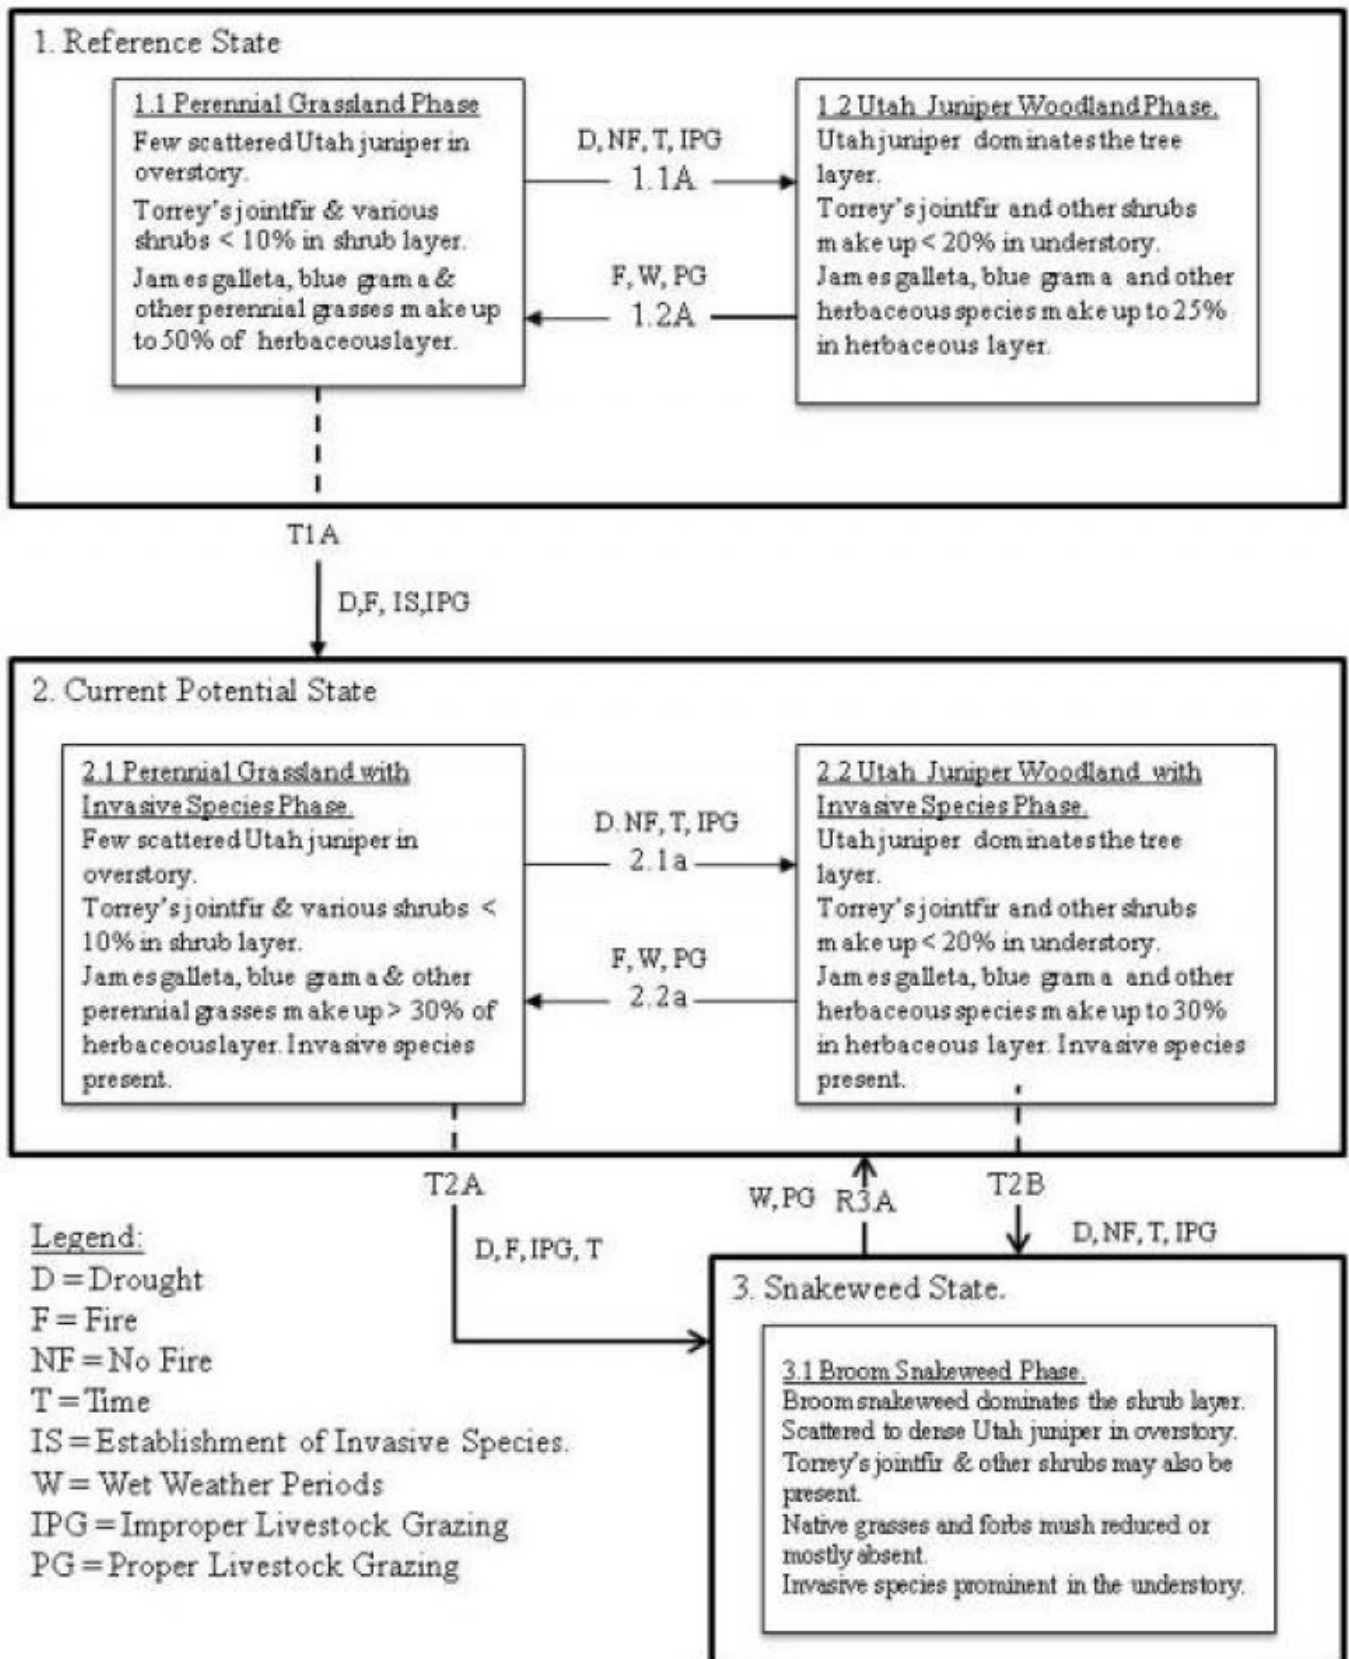 1. Reference State
1.1 Perennial Grassland Phase
Few scattered Utah juniper in
overstory.
Torrey's jointfir & various
shrubs < 10% in shrub layer.
James galleta, blue grama &
other perennial grasses make up
to 50% of herbaceous layer.
D, NF, T, IPG
1.1A
F, W, PG
1.2A
1.2 Utah Juniper Woodland Phase.
Utah juniper dominates the tree
layer.
Torrey's jointfir and other shrubs
make up < 20% in understory.
James galleta, blue grama and other
herbaceous species make up to 25%
in herbaceous layer.
T1A
D,F, IS,IPG
2. Current Potential State
2.1 Perennial Grassland with
Invasive Species Phase.
Few scattered Utah juniper in
overstory.
Torrey's jointfir & various shrubs <
10% in shrub layer.
James galleta, blue grama & other
perennial grasses make up > 30% of
herbaceous layer. Invasive species
present.
D. NF, T, IPG
2.1a
F, W, PG
2.2a
2.2 Utah Juniper Woodland with
Invasive Species Phase.
Utah juniper dominates the tree
layer.
Torrey's jointfir and other shrubs
make up < 20% in understory.
James galleta, blue grama and other
herbaceous species make up to 30%
in herbaceous layer. Invasive species
present.
T2A
D, F, IPG, T
W, PG R3A
T2B
D, NF, T, IPG
Legend:
D = Drought
F = Fire
NF = No Fire
T = Time
IS = Establishment of Invasive Species.
W = Wet Weather Periods
IPG = Improper Livestock Grazing
PG = Proper Livestock Grazing
3. Snakeweed State.
3.1 Broom Snakeweed Phase.
Broom snakeweed dominates the shrub layer.
Scattered to dense Utah juniper in overstory.
Torrey's jointfir & other shrubs may also be
present.
Native grasses and forbs mush reduced or
mostly absent.
Invasive species prominent in the understory.